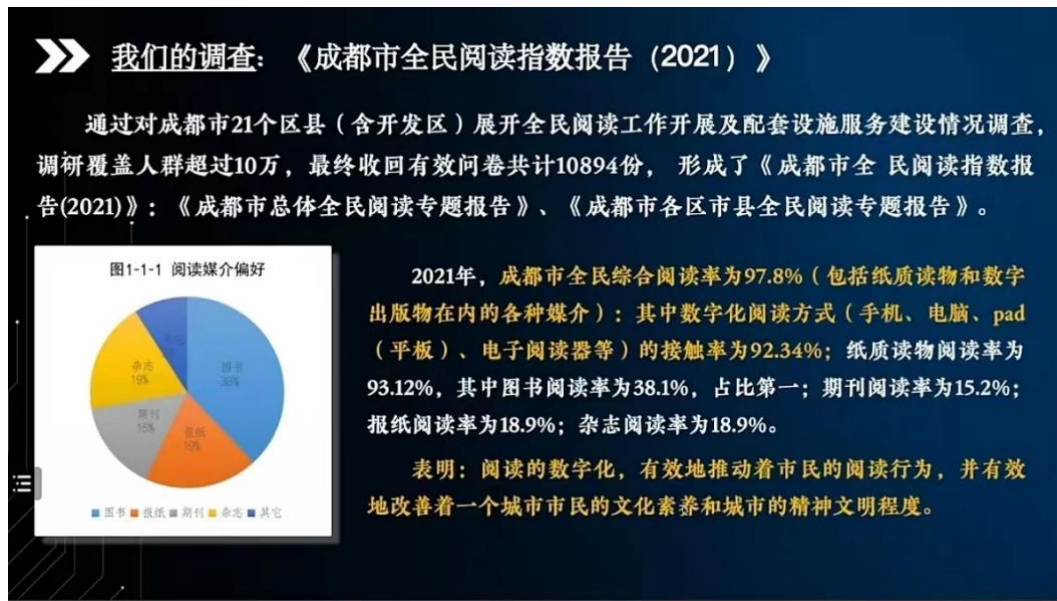 我们的调查：《成都市全民阅读指数报告（2021）》
通过对成都市21个区县（含开发区）展开全民阅读工作开展及配套设施服务建设情况调查，
调研覆盖人群超过10万，最终收回有效问卷共计10894份， 形成了《成都市全 民阅读指数报
告(2021)》：《成都市总体全民阅读专题报告》、《成都市各区市县全民阅读专题报告》。
图1-1-1 阅读媒介偏好
图书
38%
报纸
19%
期刊
15%
杂志
19%
图书 报纸 期刊 杂志 其它
2021年，成都市全民综合阅读率为97.8%（包括纸质读物和数字
出版物在内的各种媒介）：其中数字化阅读方式（手机、电脑、pad
（平板）、电子阅读器等）的接触率为92.34%；纸质读物阅读率为
93.12%，其中图书阅读率为38.1%，占比第一；期刊阅读率为15.2%；
报纸阅读率为18.9%；杂志阅读率为18.9%。
表明：阅读的数字化，有效地推动着市民的阅读行为，并有效
地改善着一个城市市民的文化素养和城市的精神文明程度。